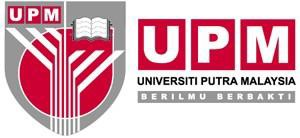 UPM
UPM
UNIVERSITI PUTRA MALAYSIA
BERILMU BERBAKTI